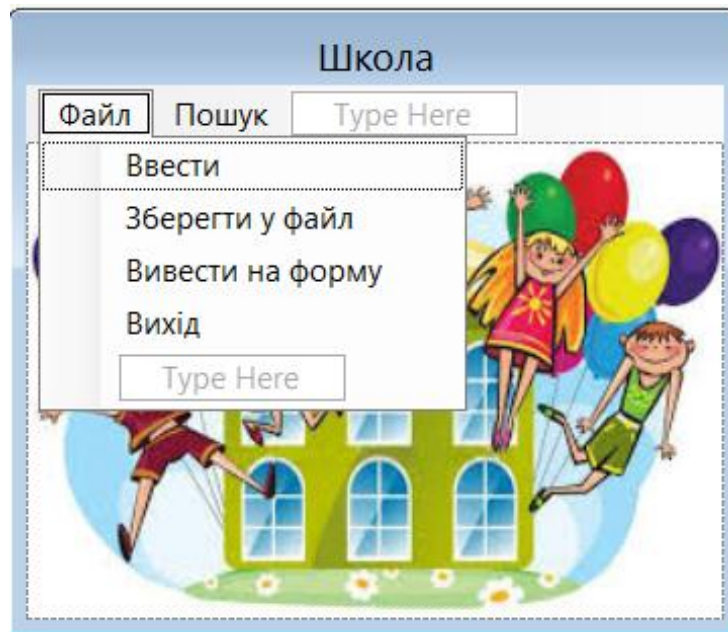 Школа
Файл Пошук Type Here
Ввести
Зберегти у файл
Вивести на форму
Вихід
Type Here